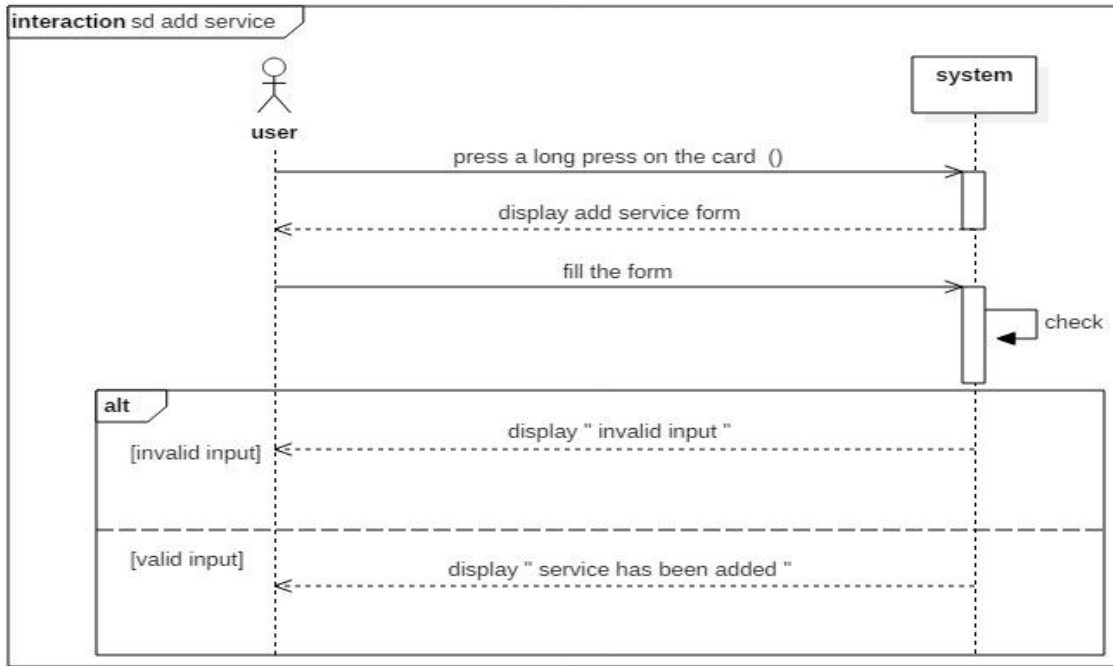 interaction sd add service
system
user
press a long press on the card ()
display add service form
fill the form
check
alt
display " invalid input "
[invalid input]
[valid input]
display " service has been added "